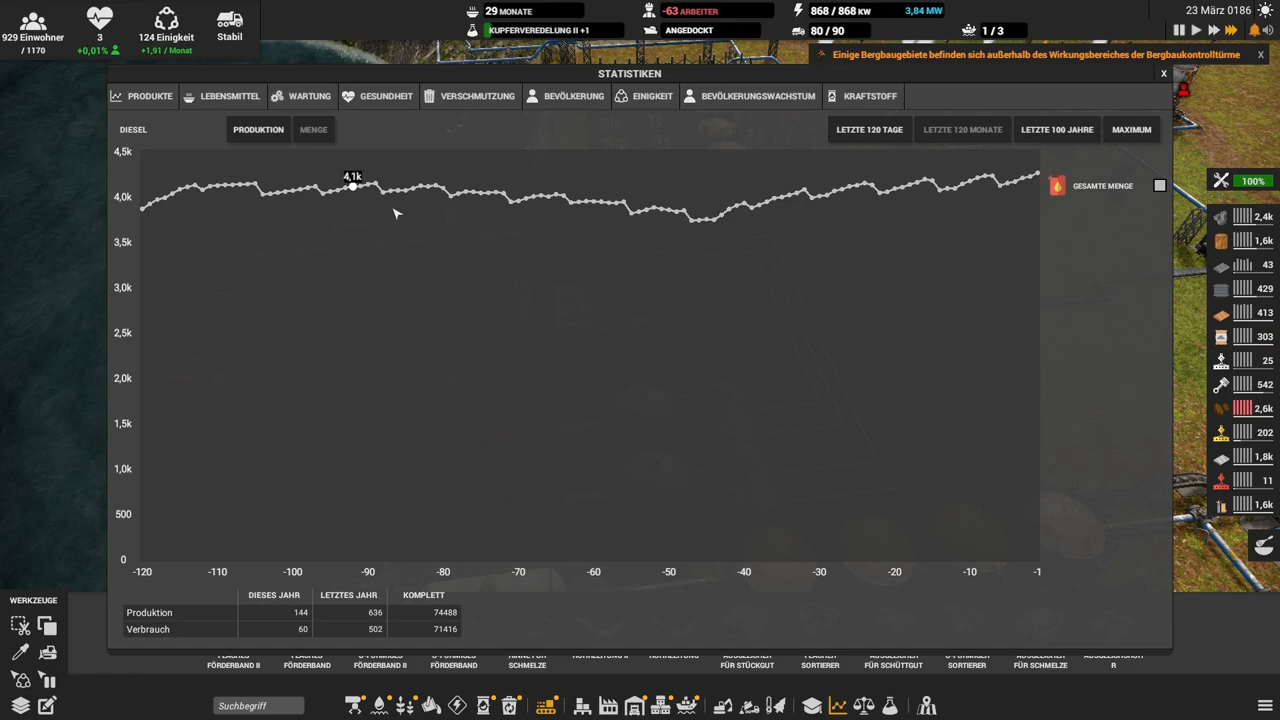 929 Einwohner
/ 1170
3
+0,01%
124 Einigkeit
+1,91 / Monat
Stabil
29 MONATE
KUPFERVEREDELUNG II +1
-63 ARBEITER
ANGEDOCKT
868 / 868 KW
3,84 MW
80 / 90
1 / 3
23 März 0186
Einige Bergbaugebiete befinden sich außerhalb des Wirkungsbereiches der Bergbaukontrolltürme
X
STATISTIKEN
X
PRODUKTE
LEBENSMITTEL
WARTUNG
GESUNDHEIT
VERSCHMUTZUNG
BEVÖLKERUNG
EINIGKEIT
BEVÖLKERUNGSWACHSTUM
KRAFTSTOFF
DIESEL
PRODUKTION
MENGE
LETZTE 120 TAGE
LETZTE 120 MONATE
LETZTE 100 JAHRE
MAXIMUM
4,5k
4,0k
3,5k
3,0k
2,5k
2,0k
1,5k
1,0k
500
0
4,1k
GESAMTE MENGE
-120
-110
-100
-90
-80
-70
-60
-50
-40
-30
-20
-10
-1
DIESES JAHR
LETZTES JAHR
KOMPLETT
Produktion 144 636 74488
Verbrauch 60 502 71416
100%
2,4k
1,6k
43
429
413
303
25
542
2,6k
202
1,8k
11
1,6k
WERKZEUGE
FÖRDERBAND II
FÖRDERBAND
FÖRDERBAND II
FÖRDERBAND
SCHMELZE
FÜR STÜCKGUT
SORTIERER
FÜR SCHÜTTGUT
SORTIERER
FÜR SCHMELZE
R
Suchbegriff